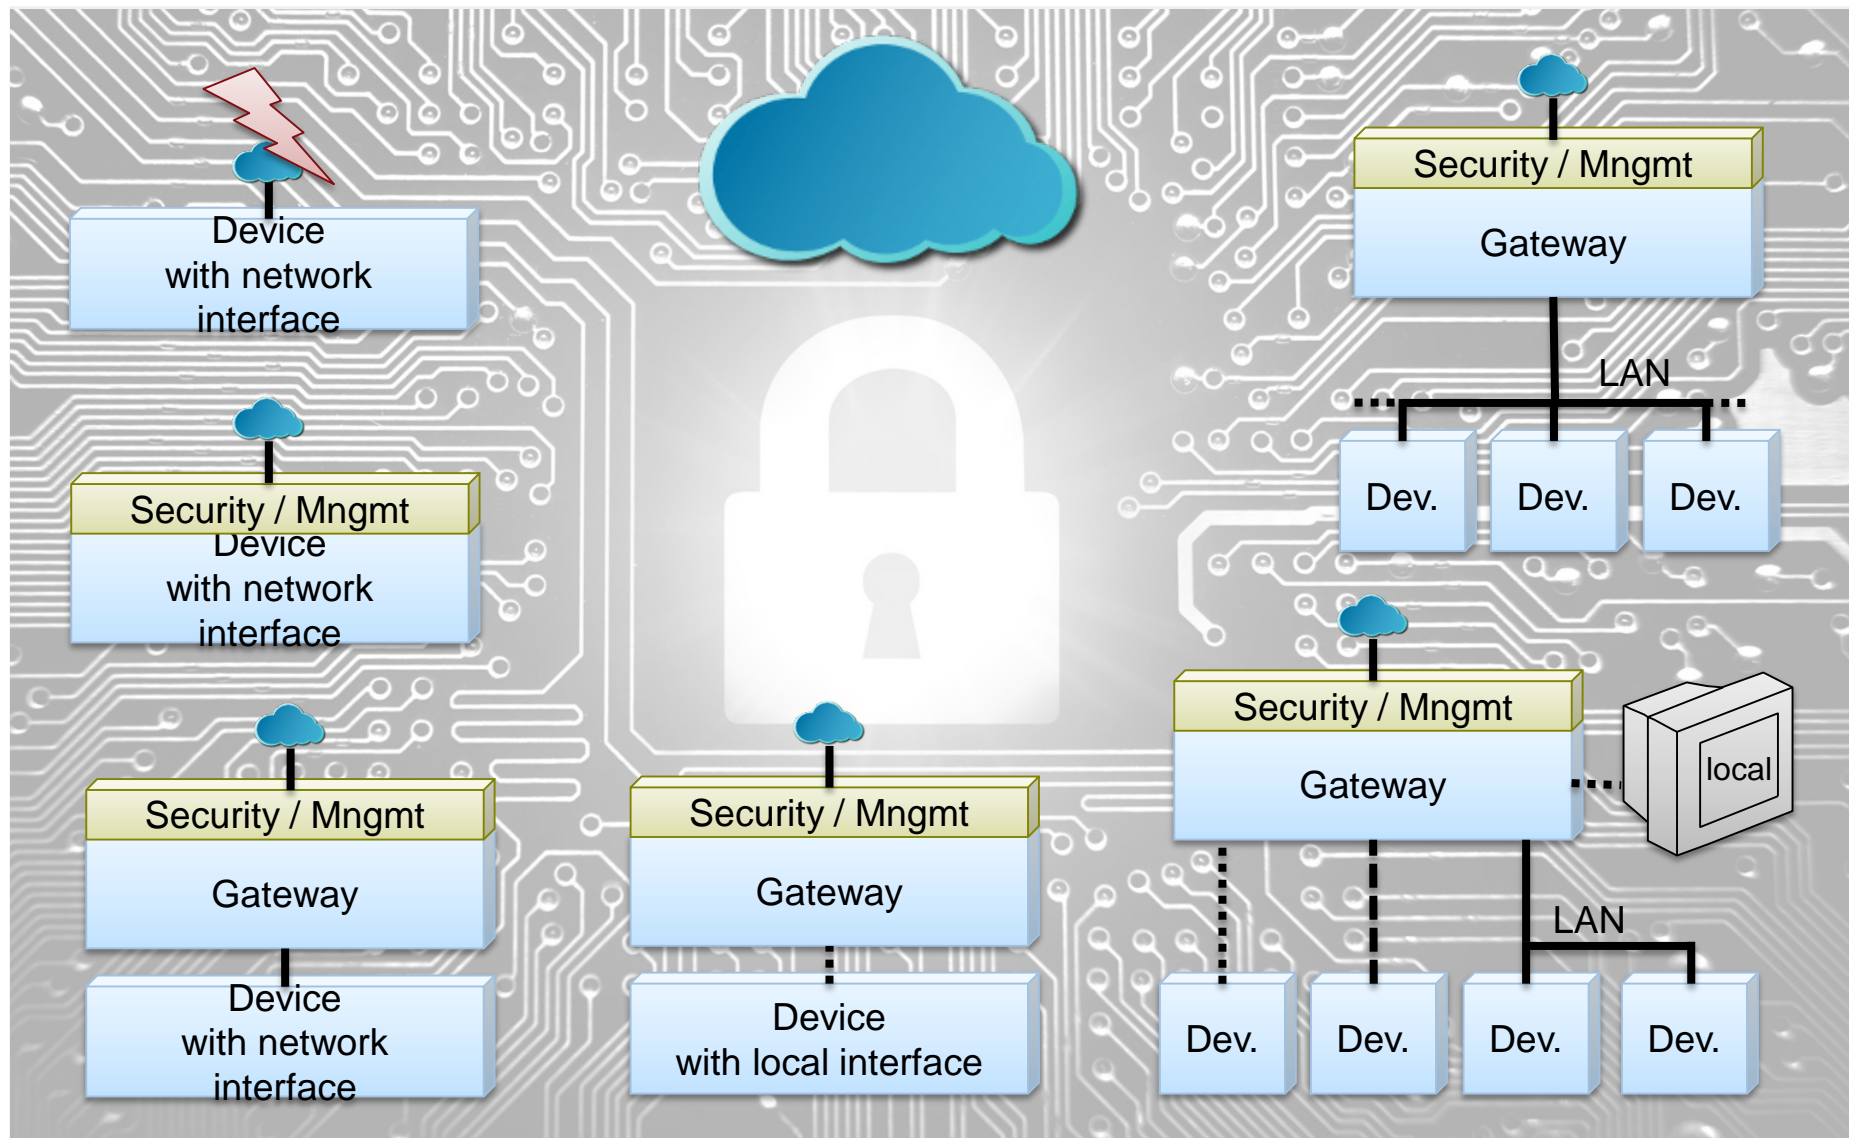 Device
with network
interface
Security / Mngmt
Device
with network
interface
Security / Mngmt
Gateway
Device
with network
interface
Security / Mngmt
Gateway
Device
with local interface
Security / Mngmt
Gateway
LAN
Dev.
Dev.
Dev.
Security / Mngmt
Gateway
local
LAN
Dev.
Dev.
Dev.
Dev.